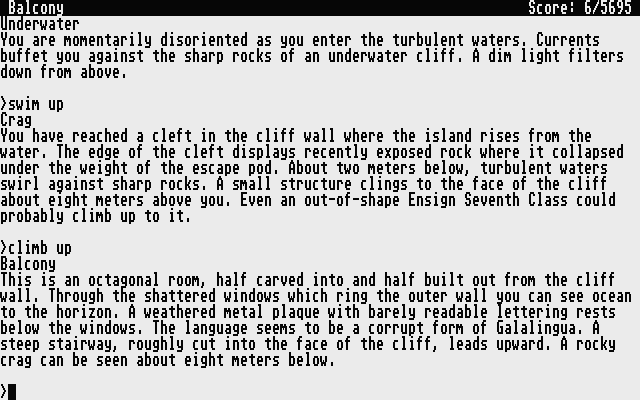 Balcony Score: 6/5695
Underwater
You are momentarily disoriented as you enter the turbulent waters. Currents
buffet you against the sharp rocks of an underwater cliff. A dim light filters
down from above.
>swim up
Crag
You have reached a cleft in the cliff wall where the island rises from the
water. The edge of the cleft displays recently exposed rock where it collapsed
under the weight of the escape pod. About two meters below, turbulent waters
swirl against sharp rocks. A small structure clings to the face of the cliff
about eight meters above you. Even an out-of-shape Ensign Seventh Class could
probably climb up to it.
>climb up
Balcony
This is an octagonal room, half carved into and half built out from the cliff
wall. Through the shattered windows which ring the outer wall you can see ocean
to the horizon. A weathered metal plaque with barely readable lettering rests
below the windows. The language seems to be a corrupt form of Galalingua. A
steep stairway, roughly cut into the face of the cliff, leads upward. A rocky
crag can be seen about eight meters below.
>